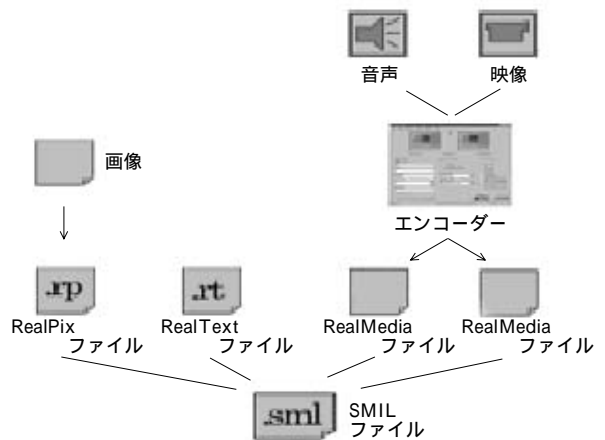 音声
映像
画像
エンコーダー
.rp
.rt
RealPix
ファイル
RealText
ファイル
RealMedia
ファイル
RealMedia
ファイル
.sml
SMIL
ファイル